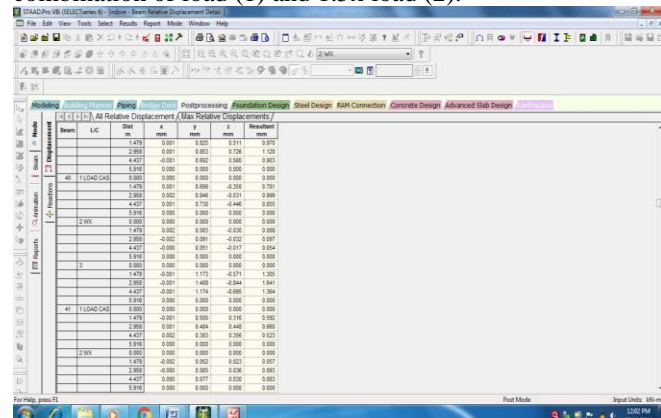 combination of load (1) and 1.5x load (2).
STAAD.Pro V8i (SELECTseries 6) - [indore - Beam Relative Displacement Detail:]
File Edit View Tools Select Results Report Mode Window Help
2 WX
Modeling Building Planner Piping Bridge Deck Postprocessing Foundation Design Steel Design RAM Connection Concrete Design Advanced Slab Design Earthquake
Node
Beam
Animation
Reports
Displacement
Reactions
All Relative Displacement Max Relative Displacements
Beam L/C Dist m x mm y mm z mm Resultant mm
1.479 0.001 0.825 0.511 0.970
2.958 0.001 0.853 0.726 1.120
4.437 0.001 0.692 0.580 0.903
5.916 0.000 0.000 0.000 0.000
40 1 LOAD CAS 0.000 0.000 0.000 0.000 0.000
1.479 0.001 0.698 -0.350 0.781
2.958 0.002 0.846 -0.531 0.999
4.437 0.001 0.730 -0.446 0.855
5.916 0.000 0.000 0.000 0.000
2 WX 0.000 0.000 0.000 0.000 0.000
1.479 -0.002 0.083 -0.030 0.088
2.958 -0.002 0.091 -0.032 0.097
4.437 -0.000 0.051 -0.017 0.054
5.916 0.000 0.000 0.000 0.000
3 0.000 0.000 0.000 0.000 0.000
1.479 -0.001 1.173 -0.571 1.305
2.958 -0.000 1.408 -0.844 1.641
4.437 -0.001 1.174 -0.695 1.364
5.916 0.000 0.000 0.000 0.000
41 1 LOAD CAS 0.000 0.000 0.000 0.000 0.000
1.479 -0.001 0.500 0.316 0.592
2.958 0.001 0.484 0.448 0.660
4.437 0.002 0.383 0.356 0.523
5.916 0.000 0.000 0.000 0.000
2 WX 0.000 0.000 0.000 0.000 0.000
1.479 -0.002 0.052 0.023 0.057
2.958 -0.000 0.085 0.036 0.093
4.437 0.000 0.077 0.030 0.083
5.916 0.000 0.000 0.000 0.000
For Help, press F1 Post Mode Input Units: kN-m
12:02 PM